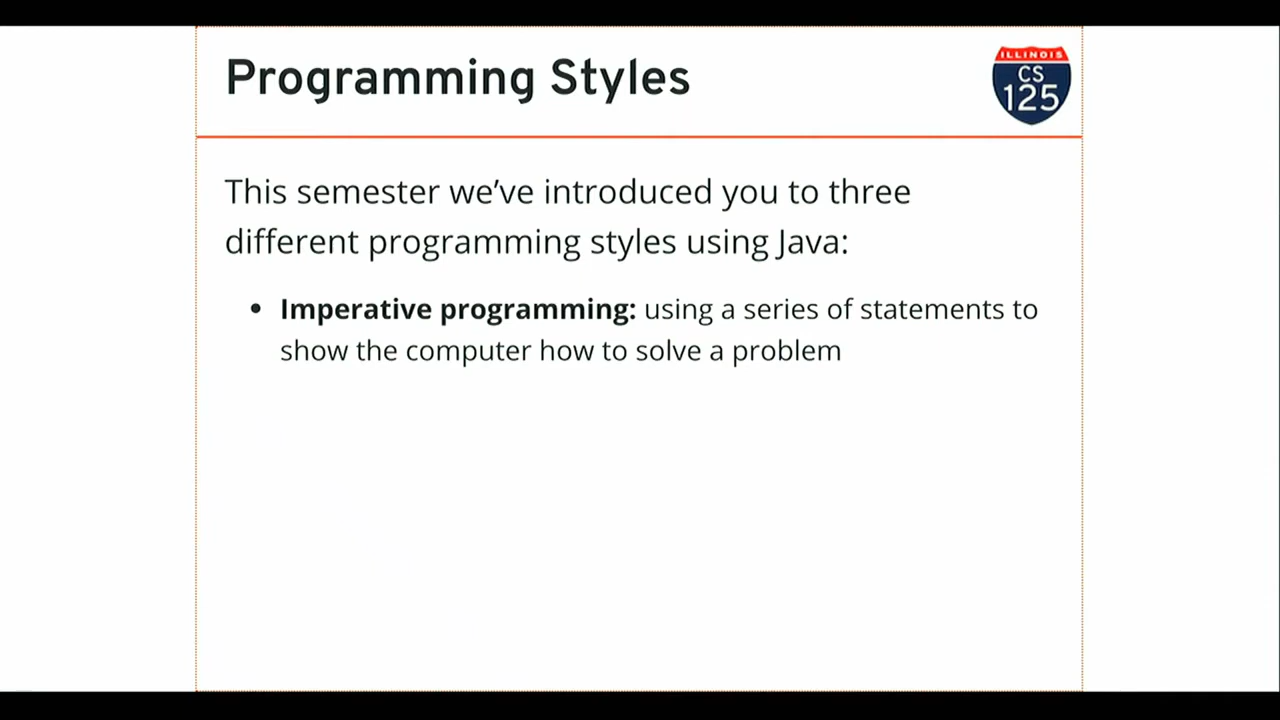 Programming Styles
ILLINOIS
CS
125
This semester we've introduced you to three
different programming styles using Java:
• Imperative programming: using a series of statements to
show the computer how to solve a problem